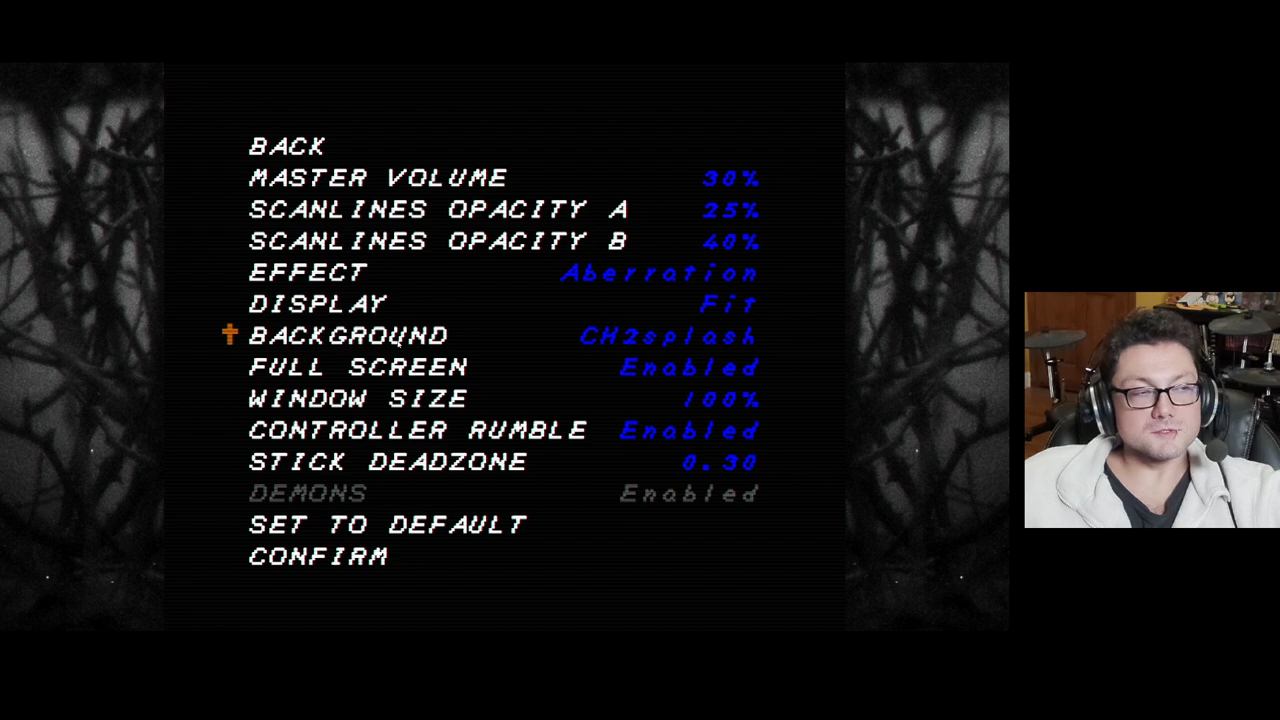 BACK
MASTER VOLUME 30%
SCANLINES OPACITY A 25%
SCANLINES OPACITY B 40%
EFFECT Aberration
DISPLAY Fit
BACKGROUND CH2splash
FULL SCREEN Enabled
WINDOW SIZE 100%
CONTROLLER RUMBLE Enabled
STICK DEADZONE 0.30
DEMONS Enabled
SET TO DEFAULT
CONFIRM